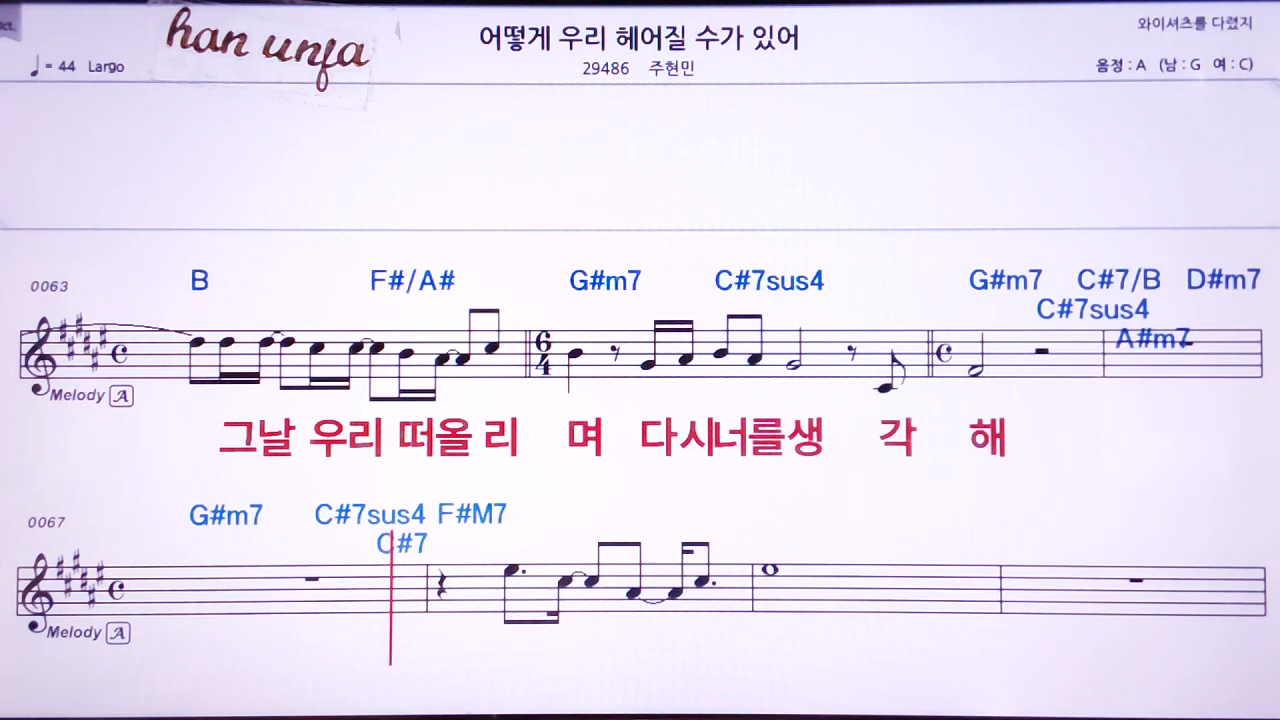 han unfa
어떻게 우리 헤어질 수가 있어
와이셔츠를 다렸지
♩= 44 Largo
29486 주현민
음정 : A (남 : G 여 : C)
0063
B F#/A# G#m7 C#7sus4 G#m7 C#7/B D#m7
C#7sus4
A#m7
Melody A
그날 우리 떠올 리 며 다시너를생 각 해
0067
G#m7 C#7sus4 F#M7
C#7
Melody A